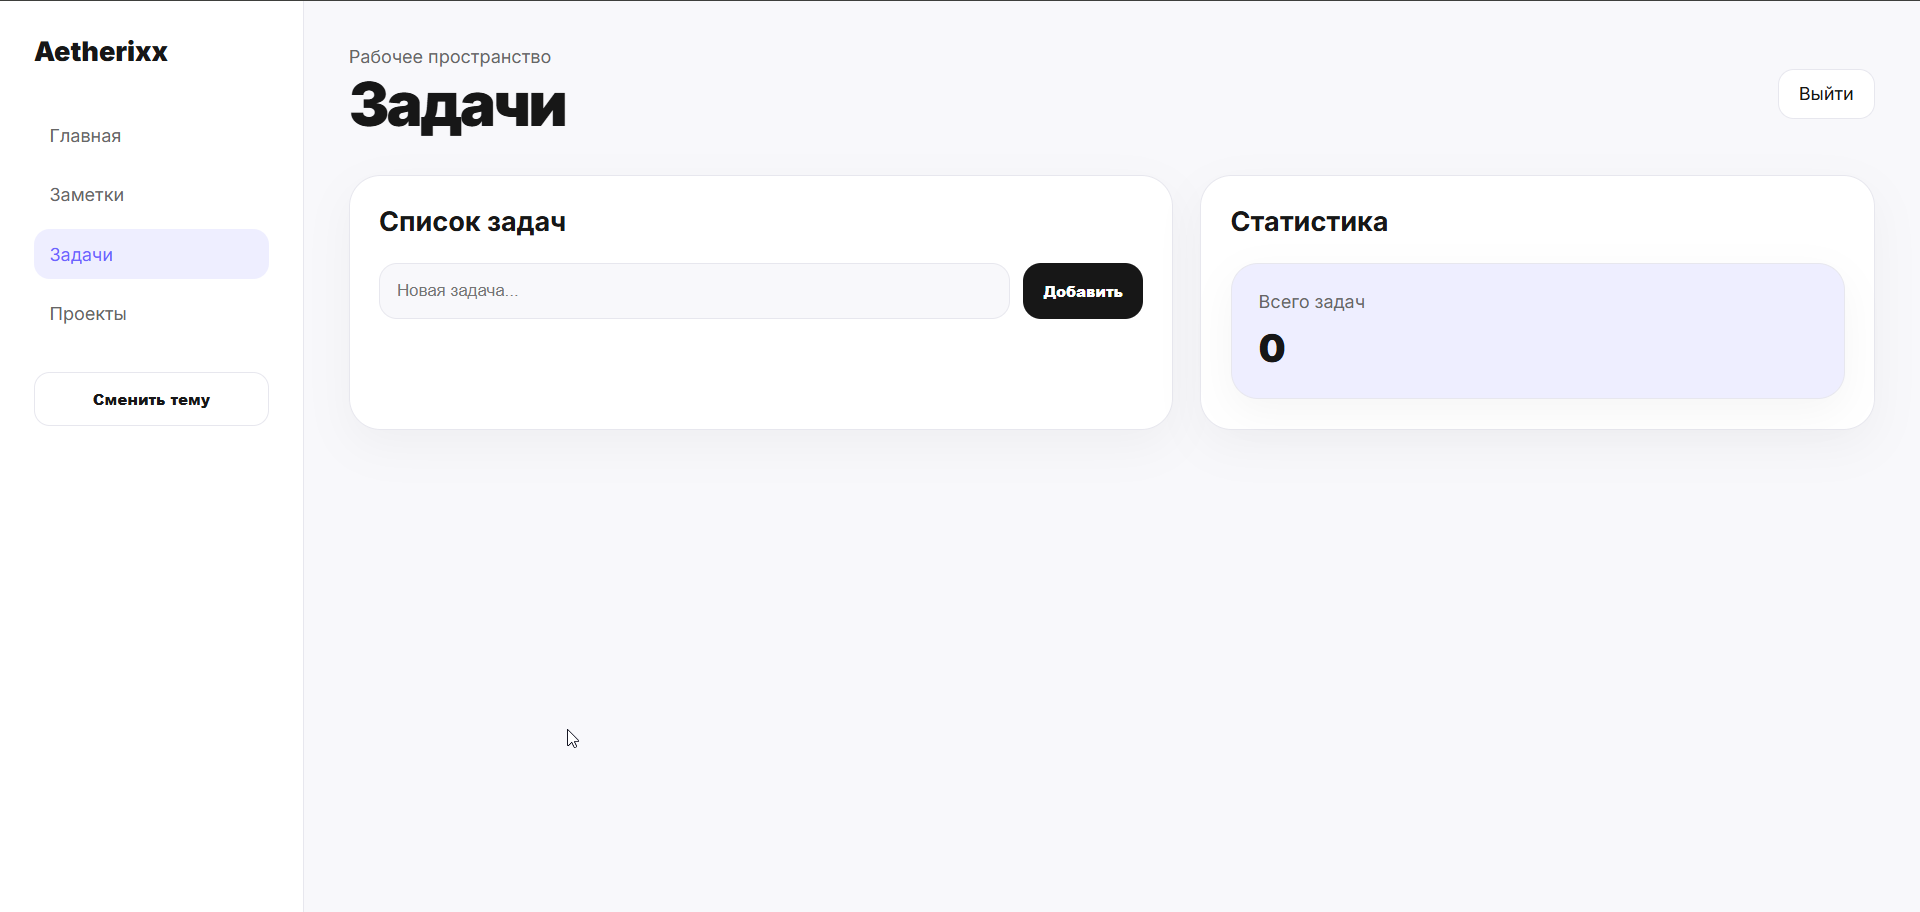 Aetherixx
Главная
Заметки
Задачи
Проекты
Сменить тему
Рабочее пространство
Задачи
Выйти
Список задач
Новая задача...
Добавить
Статистика
Всего задач
0